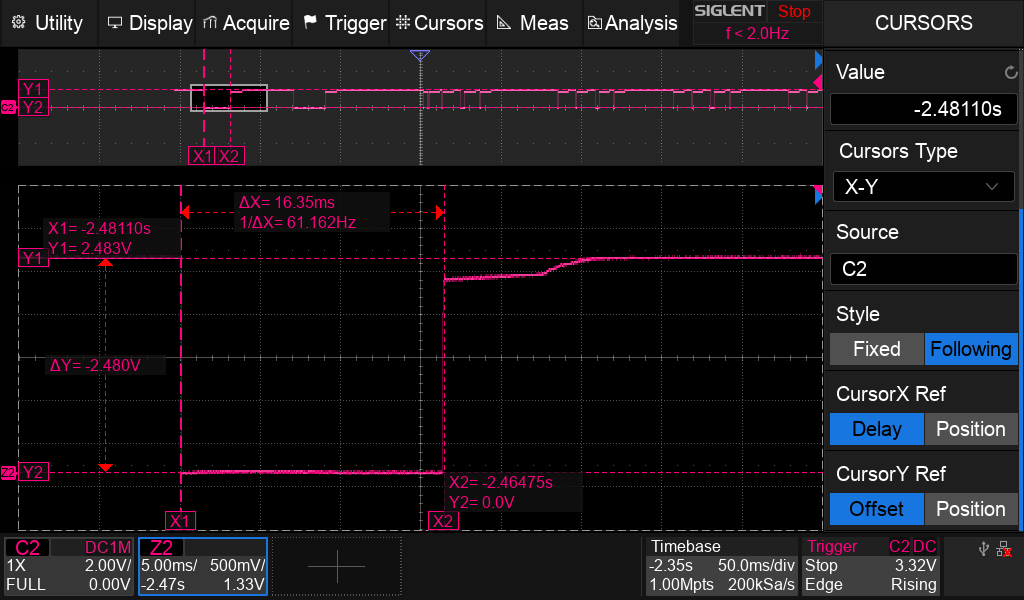 Utility
Display
Acquire
Trigger
Cursors
Meas
Analysis
SIGLENT Stop
f < 2.0Hz
CURSORS
Value
-2.48110s
Cursors Type
X-Y
Source
C2
Style
Fixed Following
CursorX Ref
Delay Position
CursorY Ref
Offset Position
Y1
C2 Y2
X1 X2
ΔX= 16.35ms
1/ΔX= 61.162Hz
X1= -2.48110s
Y1= 2.483V
Y1
ΔY= -2.480V
Z2 Y2
X2= -2.46475s
Y2= 0.0V
X1
X2
C2 DC1M
1X 2.00V/
FULL 0.00V
Z2
5.00ms/ 500mV/
-2.47s 1.33V
Timebase
-2.35s 50.0ms/div
1.00Mpts 200kSa/s
Trigger C2 DC
Stop 3.32V
Edge Rising